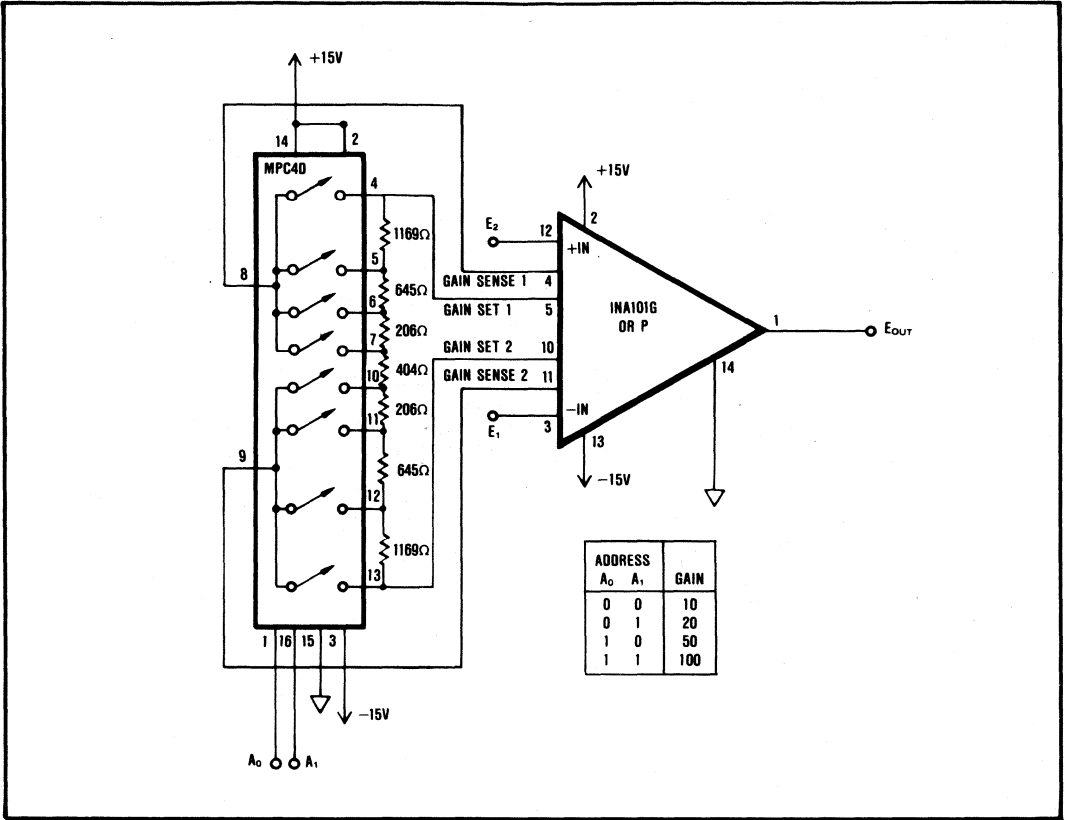 +15V
14 2
MPC4D
4
1169Ω
5
8
645Ω
6
206Ω
7
404Ω
10
206Ω
11
9
645Ω
12
1169Ω
13
1 16 15 3
−15V
A₀ A₁
GAIN SENSE 1
GAIN SET 1
GAIN SET 2
GAIN SENSE 2
+15V
2
E₂
12
+IN
4
5
INA101G
OR P
10
11
−IN
3
E₁
13
−15V
1
E_OUT
14
ADDRESS
A₀ A₁ GAIN
0 0 10
0 1 20
1 0 50
1 1 100